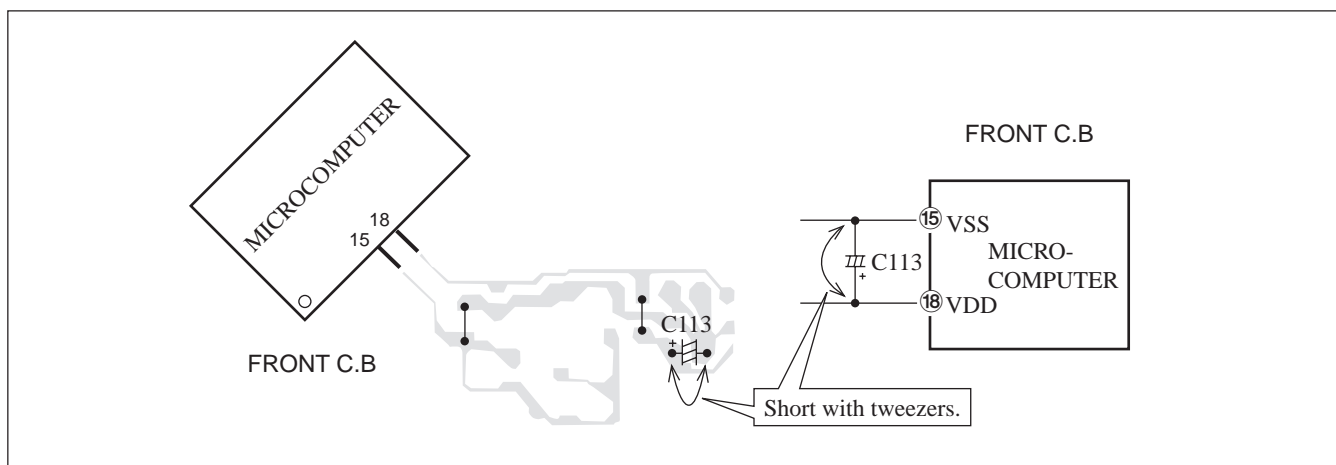 MICROCOMPUTER
18
15
FRONT C.B
C113
+
FRONT C.B
15 VSS
C113
+
MICRO-
COMPUTER
18 VDD
Short with tweezers.